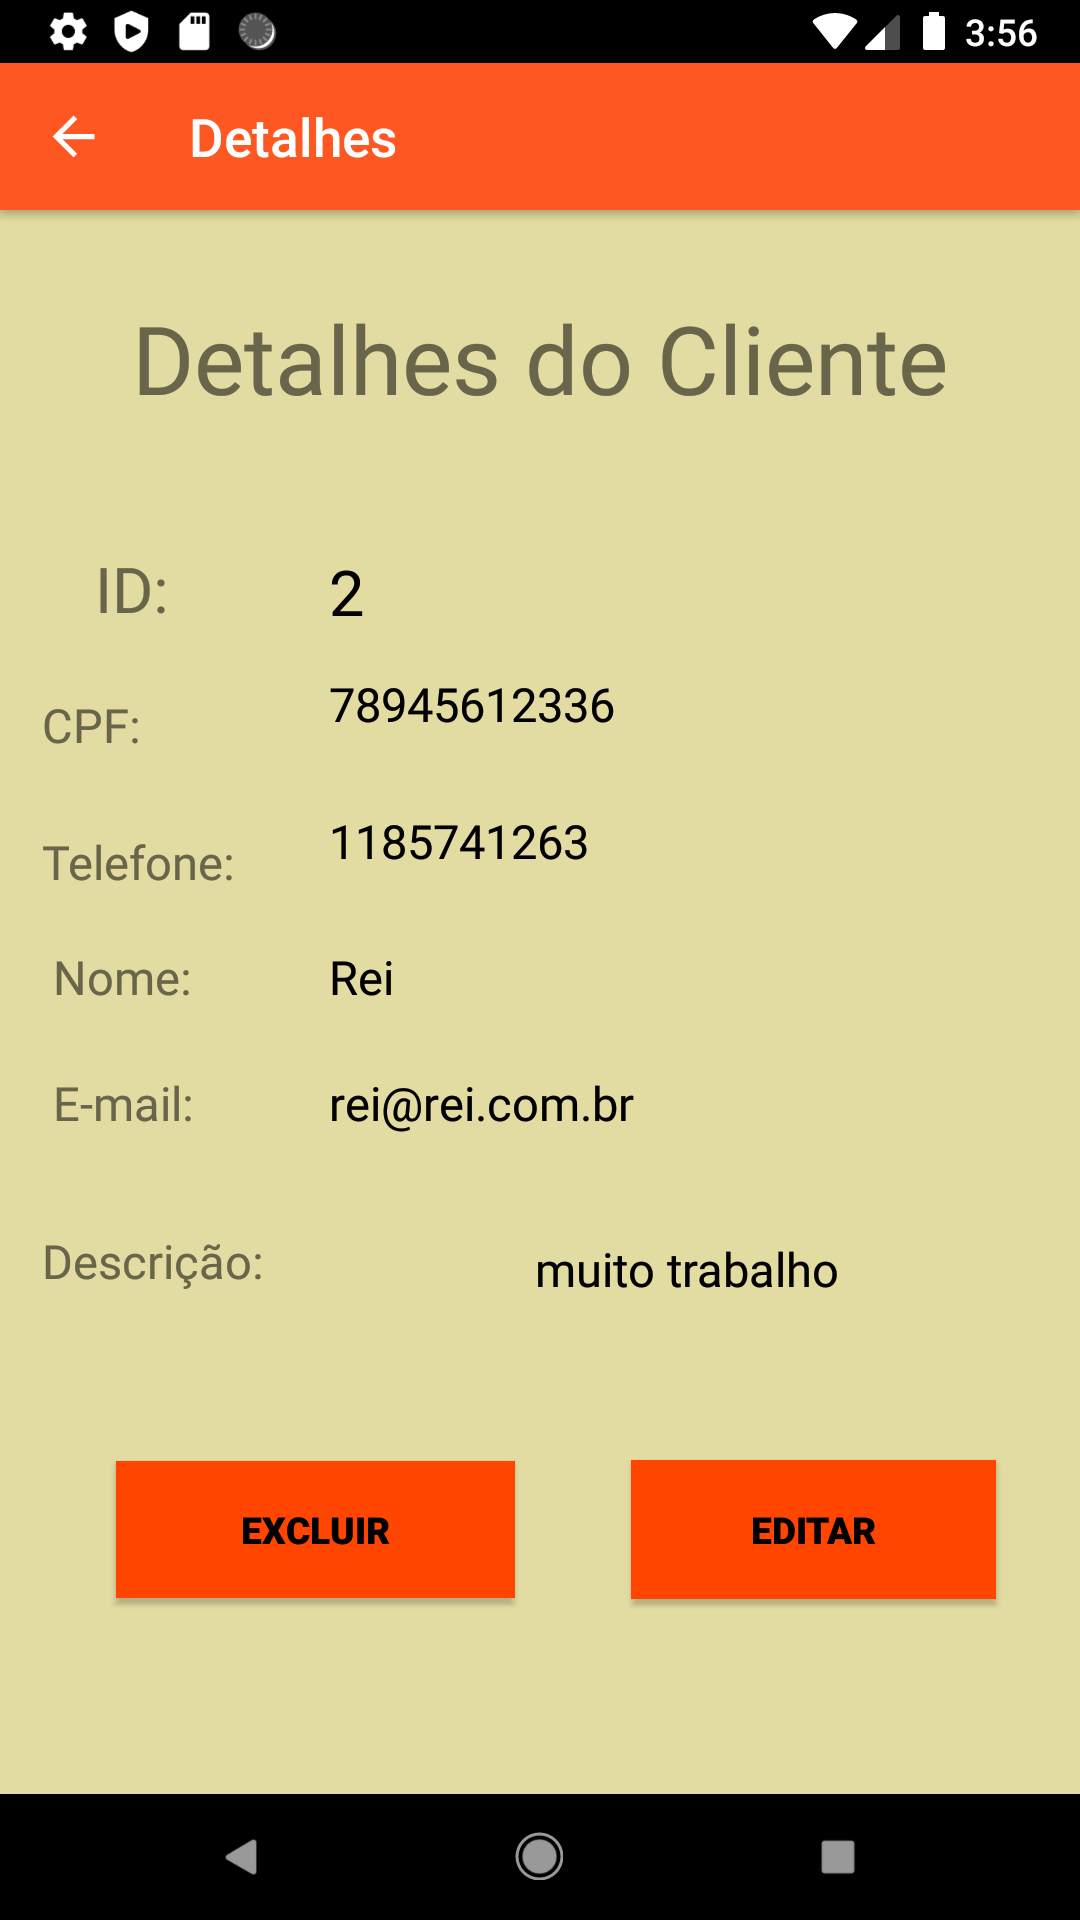 3:56
Detalhes
Detalhes do Cliente
ID: 2
CPF: 78945612336
Telefone: 1185741263
Nome: Rei
E-mail: rei@rei.com.br
Descrição: muito trabalho
EXCLUIR EDITAR